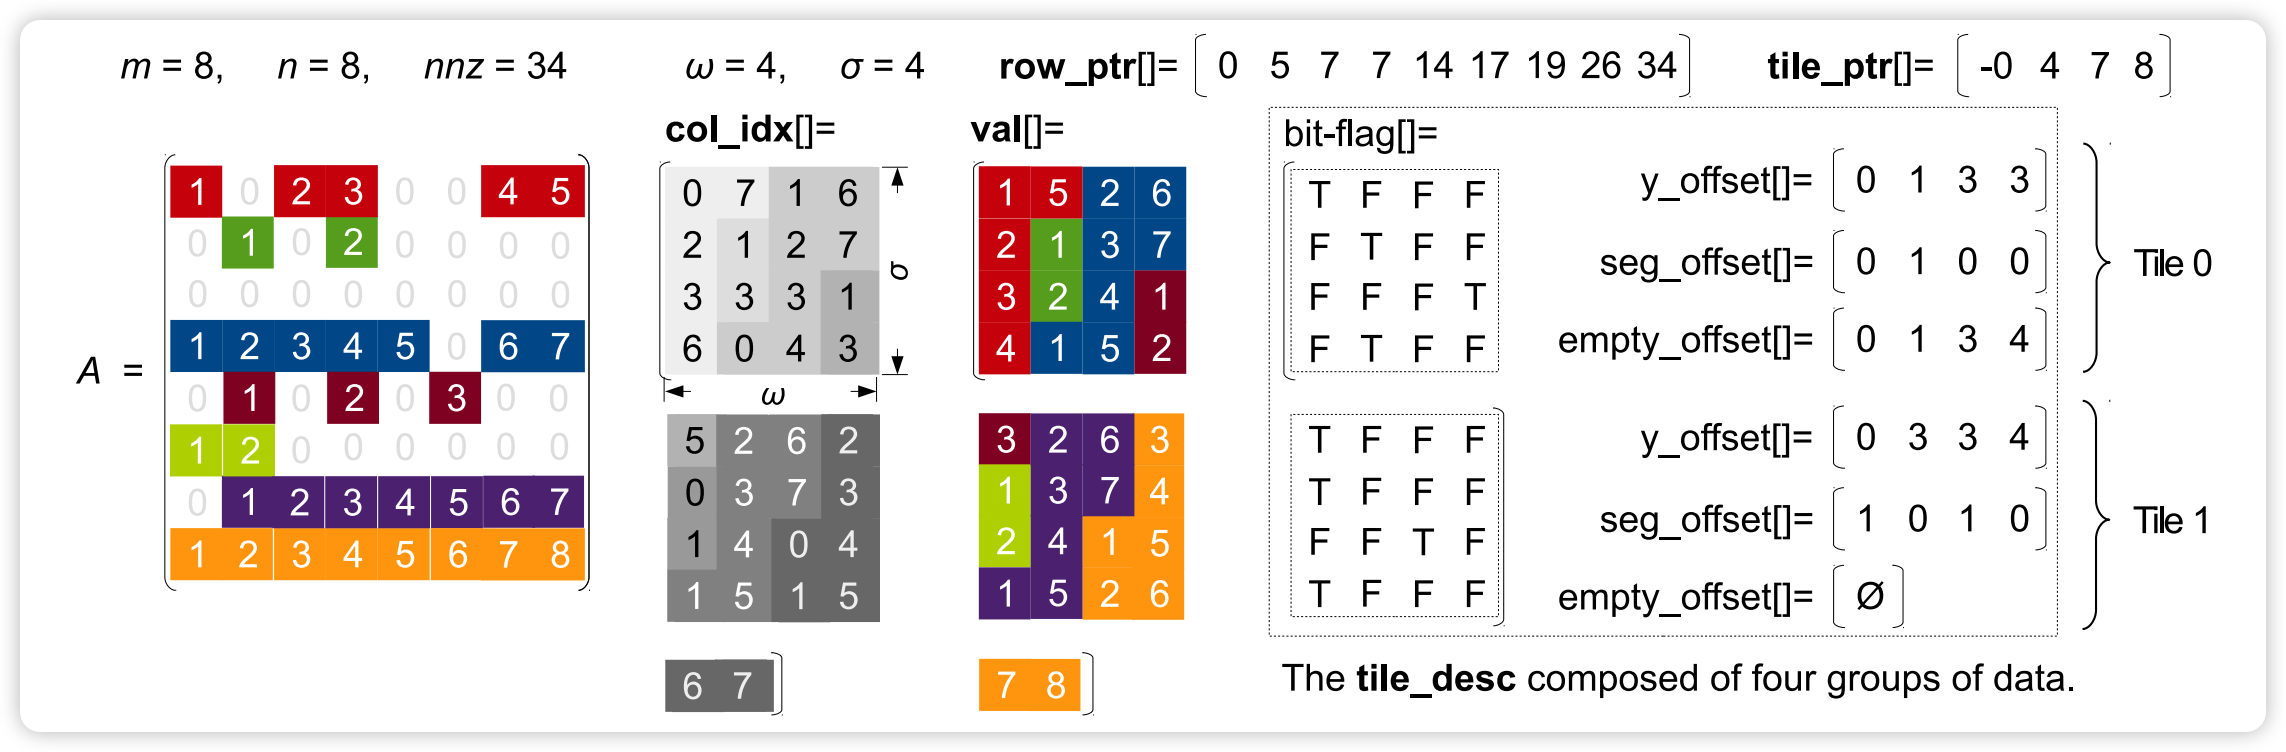 m = 8, n = 8, nnz = 34 ω = 4, σ = 4 row_ptr[]= 0 5 7 7 14 17 19 26 34 tile_ptr[]= -0 4 7 8
A =
1 0 2 3 0 0 4 5
0 1 0 2 0 0 0 0
0 0 0 0 0 0 0 0
1 2 3 4 5 0 6 7
0 1 0 2 0 3 0 0
1 2 0 0 0 0 0 0
0 1 2 3 4 5 6 7
1 2 3 4 5 6 7 8
col_idx[]=
0 7 1 6
2 1 2 7
3 3 3 1
6 0 4 3
σ
ω
5 2 6 2
0 3 7 3
1 4 0 4
1 5 1 5
6 7
val[]=
1 5 2 6
2 1 3 7
3 2 4 1
4 1 5 2
3 2 6 3
1 3 7 4
2 4 1 5
1 5 2 6
7 8
bit-flag[]=
T F F F
F T F F
F F F T
F T F F
y_offset[]= 0 1 3 3
seg_offset[]= 0 1 0 0
empty_offset[]= 0 1 3 4
Tile 0
T F F F
T F F F
F F T F
T F F F
y_offset[]= 0 3 3 4
seg_offset[]= 1 0 1 0
empty_offset[]= Ø
Tile 1
The tile_desc composed of four groups of data.